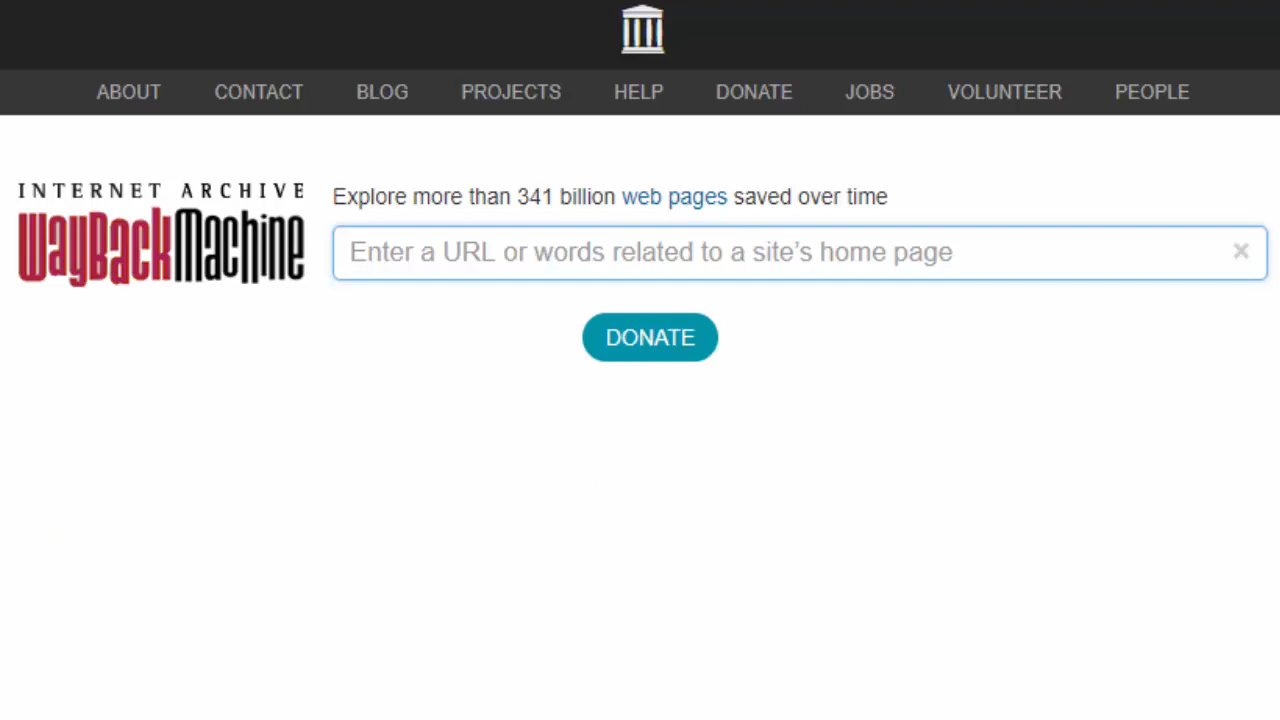 ABOUT CONTACT BLOG PROJECTS HELP DONATE JOBS VOLUNTEER PEOPLE
INTERNET ARCHIVE
WayBackMachine
Explore more than 341 billion web pages saved over time
Enter a URL or words related to a site’s home page ×
DONATE